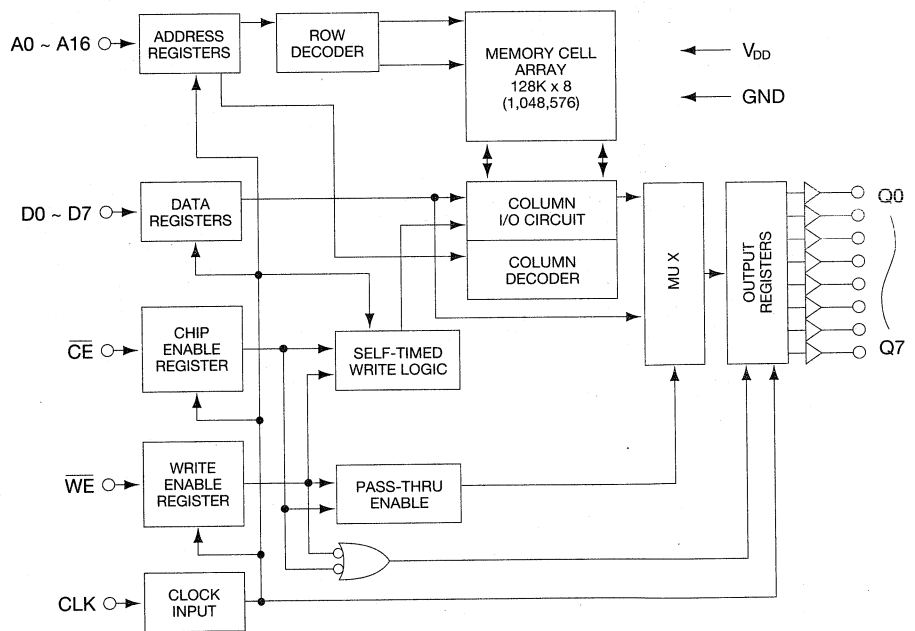 A0 ~ A16
ADDRESS
REGISTERS
ROW
DECODER
MEMORY CELL
ARRAY
128K x 8
(1,048,576)
VDD
GND
D0 ~ D7
DATA
REGISTERS
COLUMN
I/O CIRCUIT
COLUMN
DECODER
MUX
OUTPUT
REGISTERS
Q0
Q7
CE
CHIP
ENABLE
REGISTER
SELF-TIMED
WRITE LOGIC
WE
WRITE
ENABLE
REGISTER
PASS-THRU
ENABLE
CLK
CLOCK
INPUT